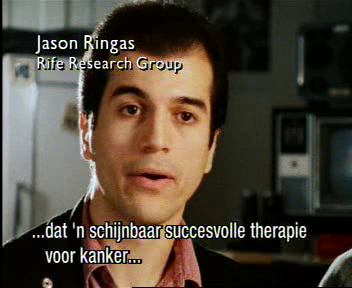 Jason Ringas
Rife Research Group
...dat 'n schijnbaar succesvolle therapie
voor kanker...